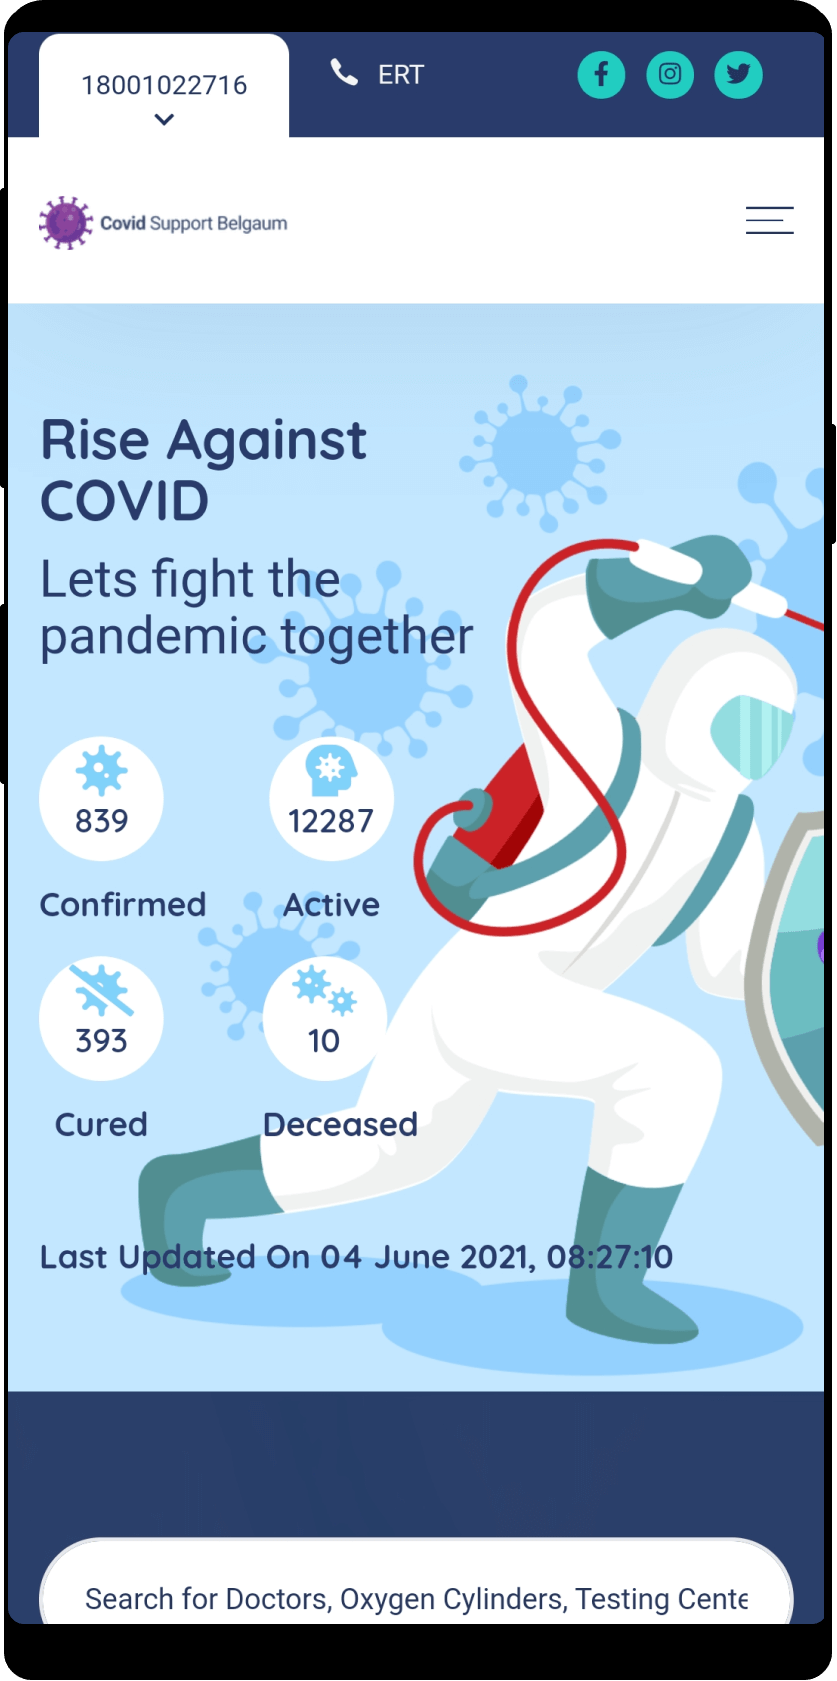 18001022716
ERT
Covid Support Belgaum
Rise Against
COVID
Lets fight the
pandemic together
839
12287
Confirmed
Active
393
10
Cured
Deceased
Last Updated On 04 June 2021, 08:27:10
Search for Doctors, Oxygen Cylinders, Testing Cente